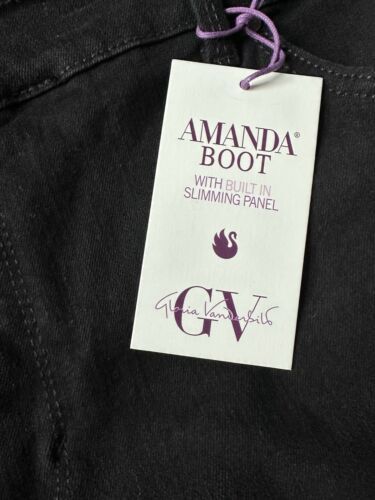 AMANDA®
BOOT
WITH BUILT IN
SLIMMING PANEL
GV
Gloria Vanderbilt